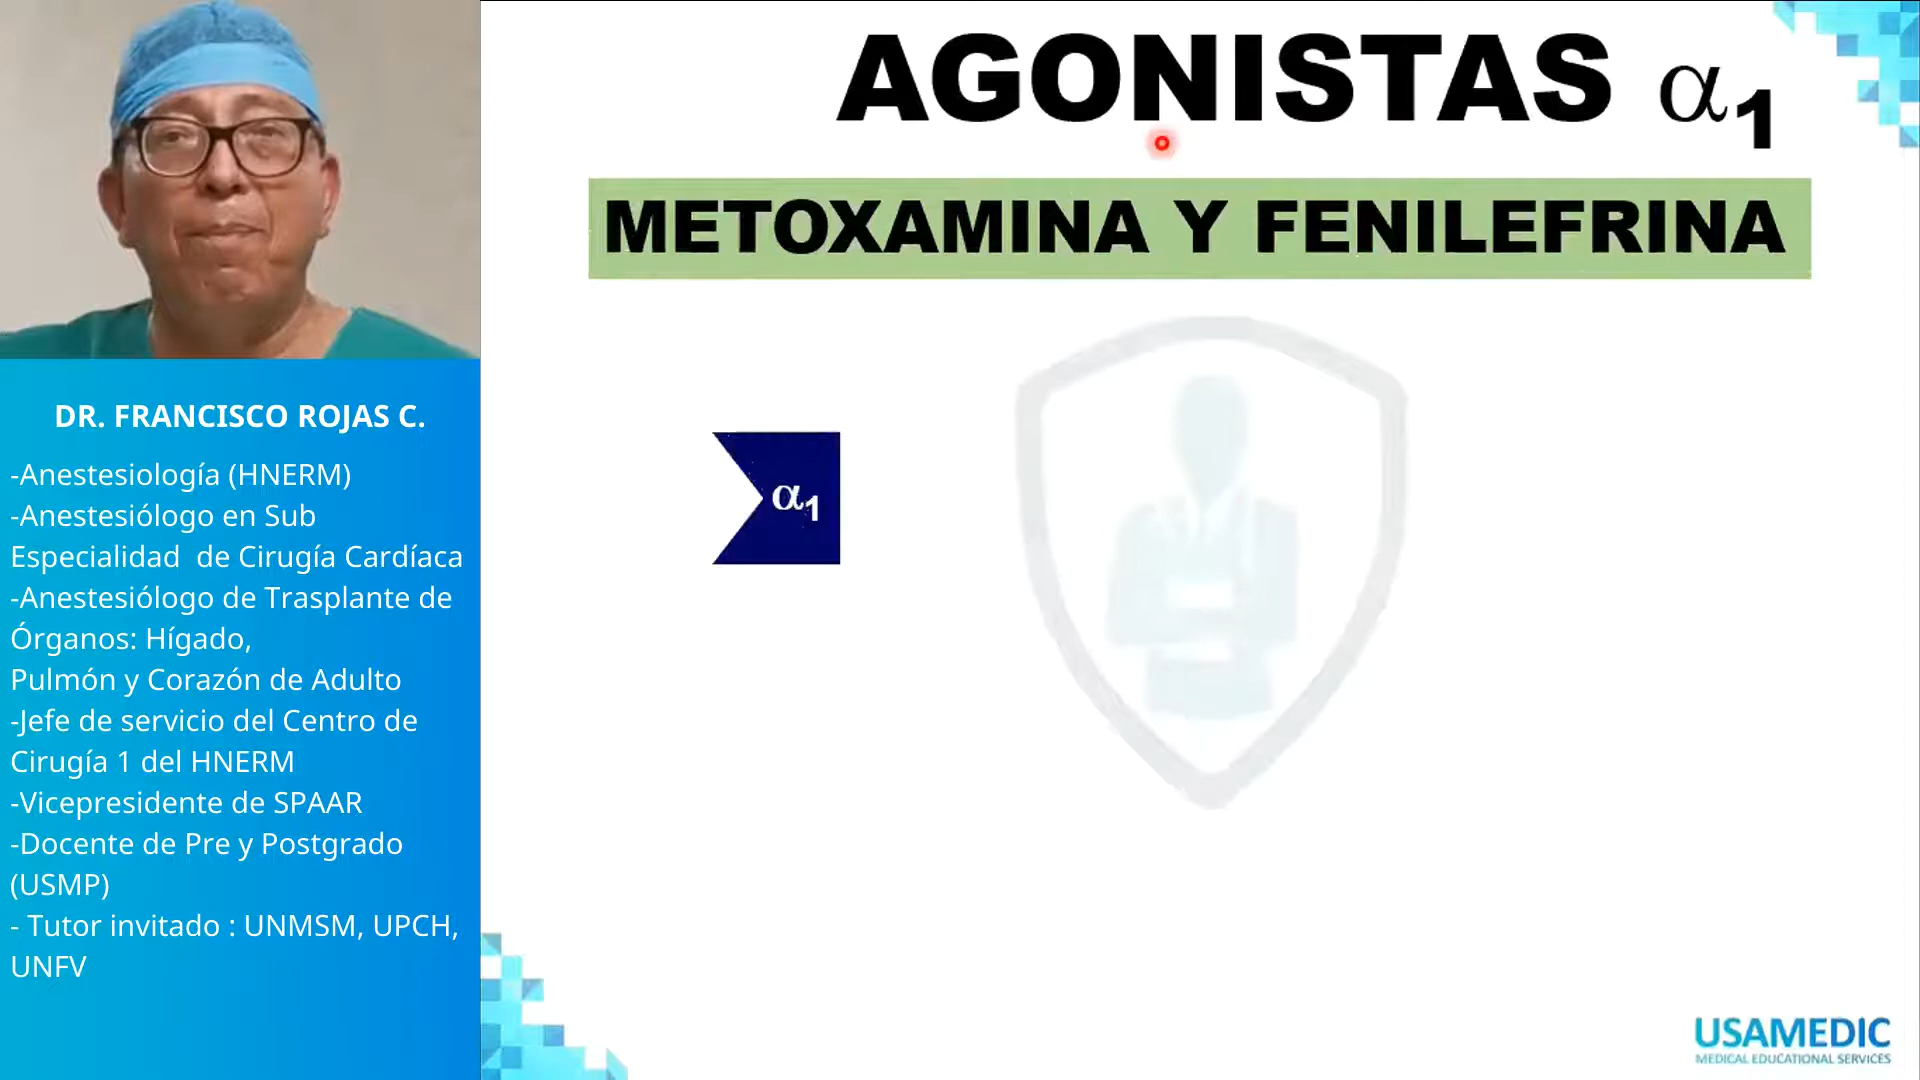 DR. FRANCISCO ROJAS C.
-Anestesiología (HNERM)
-Anestesiólogo en Sub
Especialidad  de Cirugía Cardíaca
-Anestesiólogo de Trasplante de
Órganos: Hígado,
Pulmón y Corazón de Adulto
-Jefe de servicio del Centro de
Cirugía 1 del HNERM
-Vicepresidente de SPAAR
-Docente de Pre y Postgrado
(USMP)
- Tutor invitado : UNMSM, UPCH,
UNFV
AGONISTAS α₁
METOXAMINA Y FENILEFRINA
α₁
USAMEDIC
MEDICAL EDUCATIONAL SERVICES